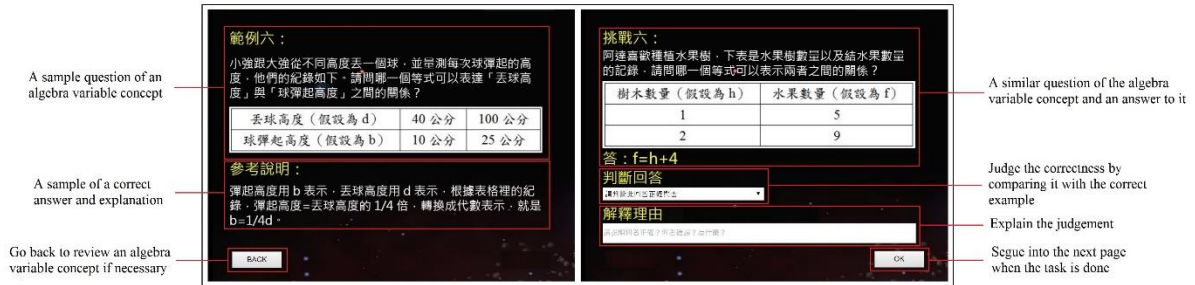 A sample question of an
algebra variable concept
A sample of a correct
answer and explanation
Go back to review an algebra
variable concept if necessary
範例六：
小強跟大強從不同高度丟一個球，並量測每次球彈起的高
度，他們的紀錄如下。請問哪一個等式可以表達「丟球高
度」與「球彈起高度」之間的關係？
丟球高度（假設為 d） 40 公分 100 公分
球彈起高度（假設為 b） 10 公分 25 公分
參考說明：
彈起高度用 b 表示，丟球高度用 d 表示，根據表格裡的紀
錄，彈起高度=丟球高度的 1/4 倍，轉換成代數表示，就是
b=1/4d。
BACK
挑戰六：
阿達喜歡種植水果樹，下表是水果樹數量以及結水果數量
的記錄，請問哪一個等式可以表示兩者之間的關係？
樹木數量（假設為 h） 水果數量（假設為 f）
1 5
2 9
答：f=h+4
判斷回答
解釋理由
OK
A similar question of the algebra
variable concept and an answer to it
Judge the correctness by
comparing it with the correct
example
Explain the judgement
Segue into the next page
when the task is done